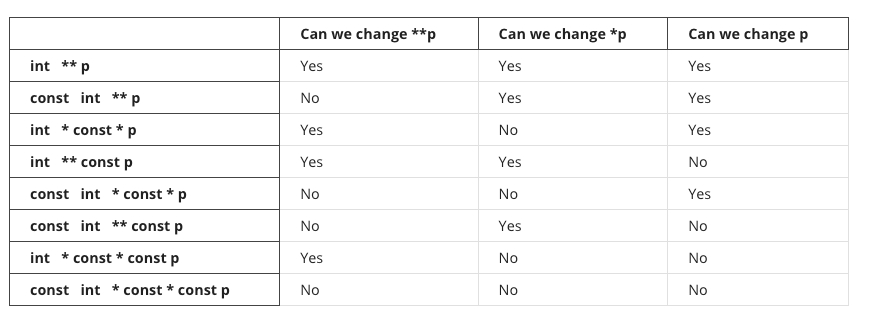 Can we change **p Can we change *p Can we change p
int ** p Yes Yes Yes
const int ** p No Yes Yes
int * const * p Yes No Yes
int ** const p Yes Yes No
const int * const * p No No Yes
const int ** const p No Yes No
int * const * const p Yes No No
const int * const * const p No No No